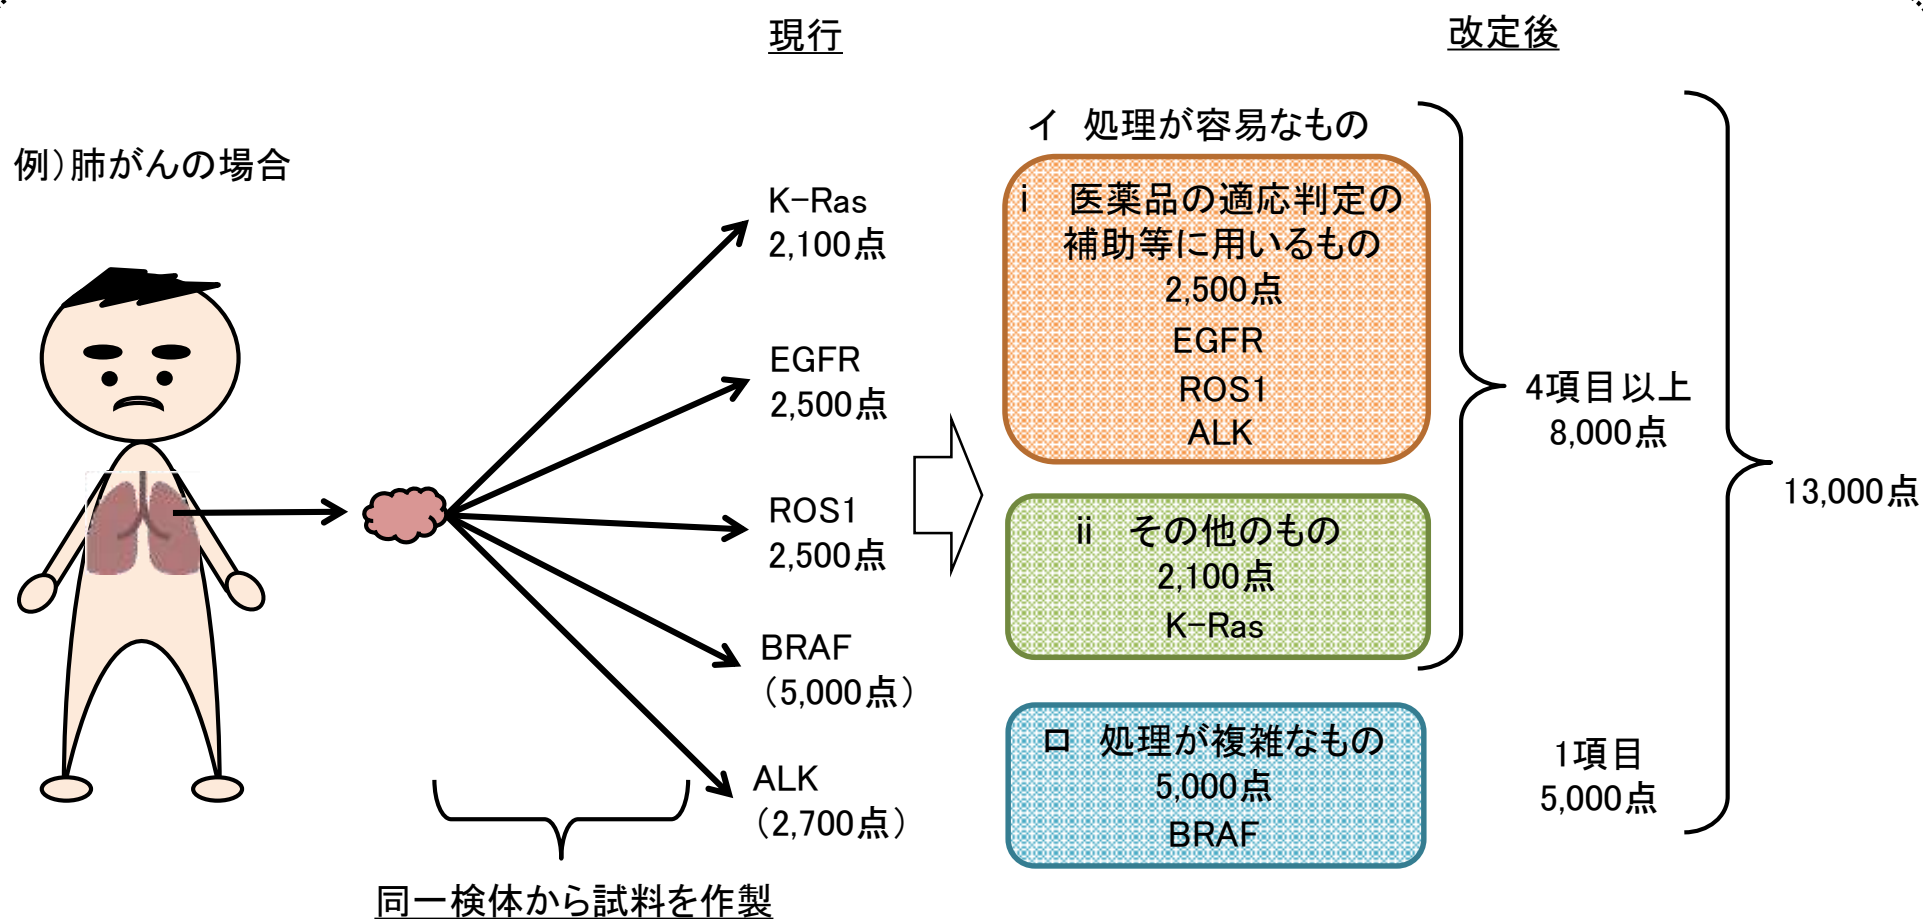 現行
改定後
例)肺がんの場合
K-Ras
2,100点
EGFR
2,500点
ROS1
2,500点
BRAF
(5,000点)
ALK
(2,700点)
同一検体から試料を作製
イ 処理が容易なもの
i 医薬品の適応判定の
補助等に用いるもの
2,500点
EGFR
ROS1
ALK
ii その他のもの
2,100点
K-Ras
ロ 処理が複雑なもの
5,000点
BRAF
4項目以上
8,000点
1項目
5,000点
13,000点